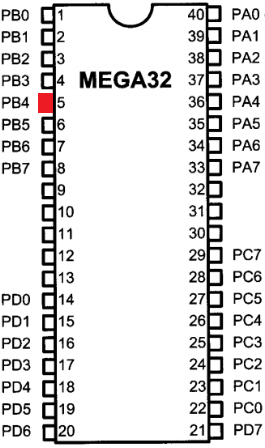 PB0 1 40 PA0
PB1 2 39 PA1
PB2 3 38 PA2
PB3 4 MEGA32 37 PA3
PB4 5 36 PA4
PB5 6 35 PA5
PB6 7 34 PA6
PB7 8 33 PA7
9 32
10 31
11 30
12 29 PC7
13 28 PC6
PD0 14 27 PC5
PD1 15 26 PC4
PD2 16 25 PC3
PD3 17 24 PC2
PD4 18 23 PC1
PD5 19 22 PC0
PD6 20 21 PD7